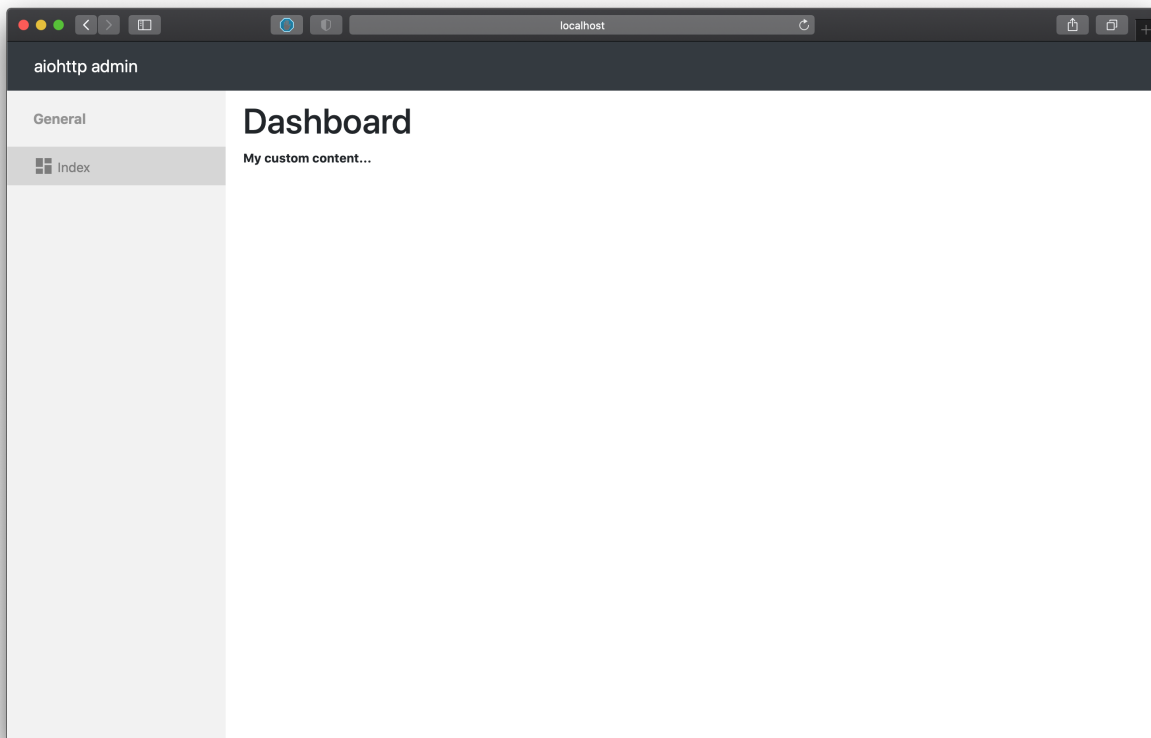 localhost
aiohttp admin
General
Index
Dashboard
My custom content...